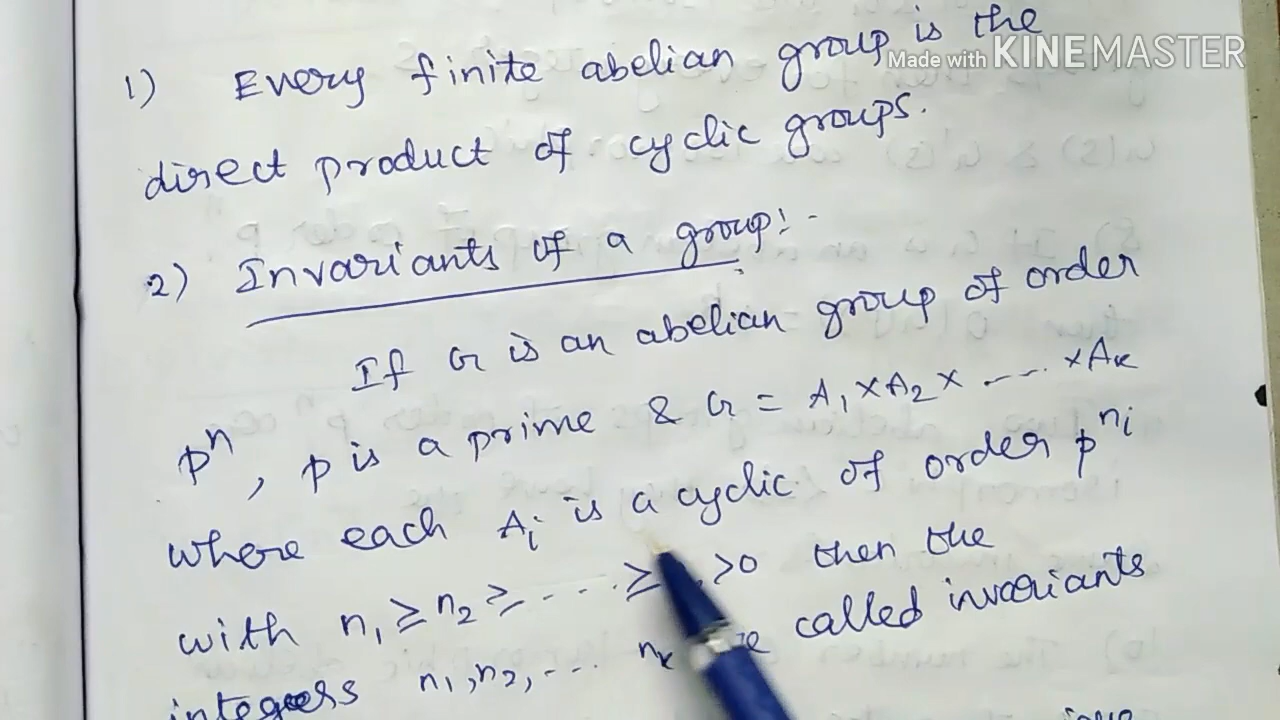 Made with KINEMASTER
1) Every finite abelian group is the
direct product of cyclic groups.
2) Invariants of a group:-
If G is an abelian group of order
pⁿ, p is a prime & G = A₁ × A₂ × ---- × Aₖ
where each Aᵢ is a cyclic of order p^nᵢ
with n₁ ≥ n₂ ≥ ---- ≥ >0 then the
integers n₁, n₂, --- nₖ called invariants